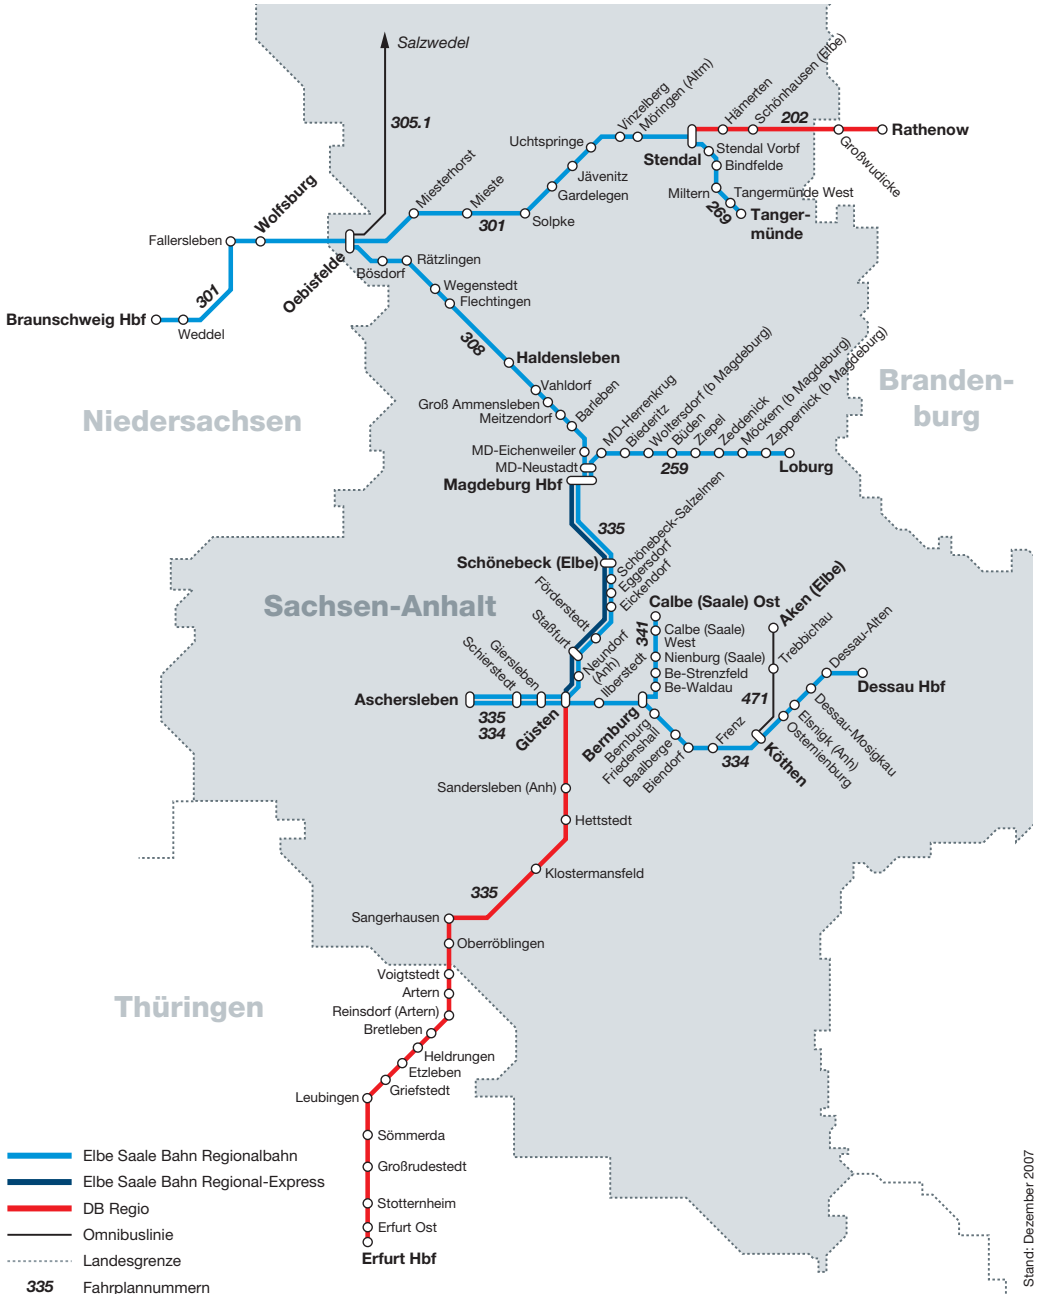 Salzwedel
305.1
Hämerten
Schönhausen (Elbe)
202
Rathenow
Großwudicke
Vinzelberg
Möringen (Altm)
Uchtspringe
Stendal
Stendal Vorbf
Bindfelde
Jävenitz
Gardelegen
Miltern
Tangermünde West
269
Tanger-
münde
Miesterhorst
Mieste
301
Solpke
Wolfsburg
Fallersleben
Oebisfelde
Bösdorf
Rätzlingen
Wegenstedt
Flechtingen
301
Braunschweig Hbf
Weddel
308
Haldensleben
Vahldorf
Groß Ammensleben
Meitzendorf
Barleben
MD-Eichenweiler
MD-Neustadt
Magdeburg Hbf
MD-Herrenkrug
Biederitz
Woltersdorf (b Magdeburg)
Büden
Ziepel
Zeddenick
Möckern (b Magdeburg)
Zeppernick (b Magdeburg)
259
Loburg
Niedersachsen
Branden-
burg
335
Schönebeck (Elbe)
Schönebeck-Salzelmen
Eggersdorf
Eickendorf
Sachsen-Anhalt
Förderstedt
Staßfurt
Neundorf
(Anh)
Giersleben
Schierstedt
Aschersleben
335
334
Güsten
Ilberstedt
Calbe (Saale) Ost
341
Calbe (Saale)
West
Nienburg (Saale)
Be-Strenzfeld
Be-Waldau
Bernburg
Bernburg
Friedenshall
Baalberge
Biendorf
Frenz
334
Köthen
471
Aken (Elbe)
Trebbichau
Dessau-Alten
Dessau Hbf
Dessau-Mosigkau
Elsnigk (Anh)
Osternienburg
Sandersleben (Anh)
Hettstedt
Klostermansfeld
335
Sangerhausen
Oberröblingen
Voigtstedt
Artern
Reinsdorf (Artern)
Bretleben
Heldrungen
Etzleben
Griefstedt
Leubingen
Thüringen
Sömmerda
Großrudestedt
Stotternheim
Erfurt Ost
Erfurt Hbf
Elbe Saale Bahn Regionalbahn
Elbe Saale Bahn Regional-Express
DB Regio
Omnibuslinie
Landesgrenze
335 Fahrplannummern
Stand: Dezember 2007